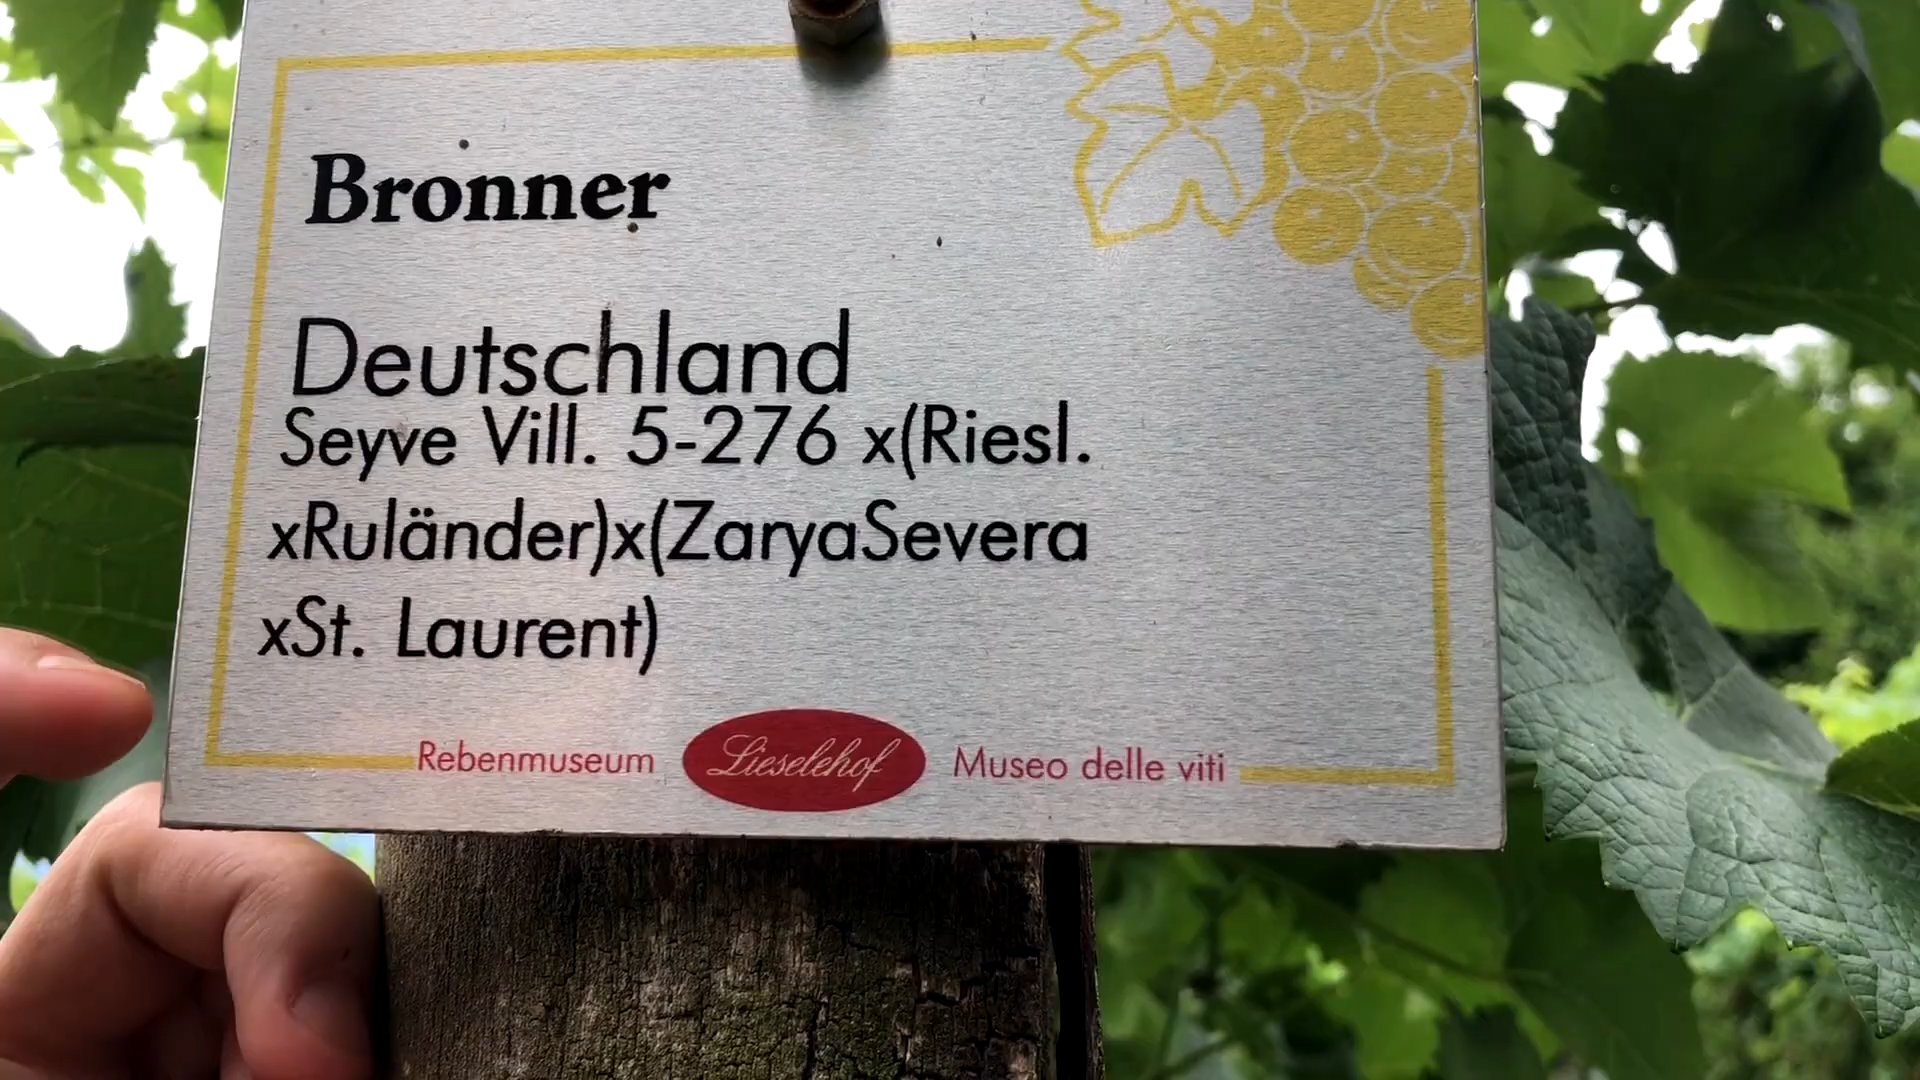 Bronner
Deutschland
Seyve Vill. 5-276 x(Riesl.
xRuländer)x(ZaryaSevera
xSt. Laurent)
Rebenmuseum Lieselehof Museo delle viti